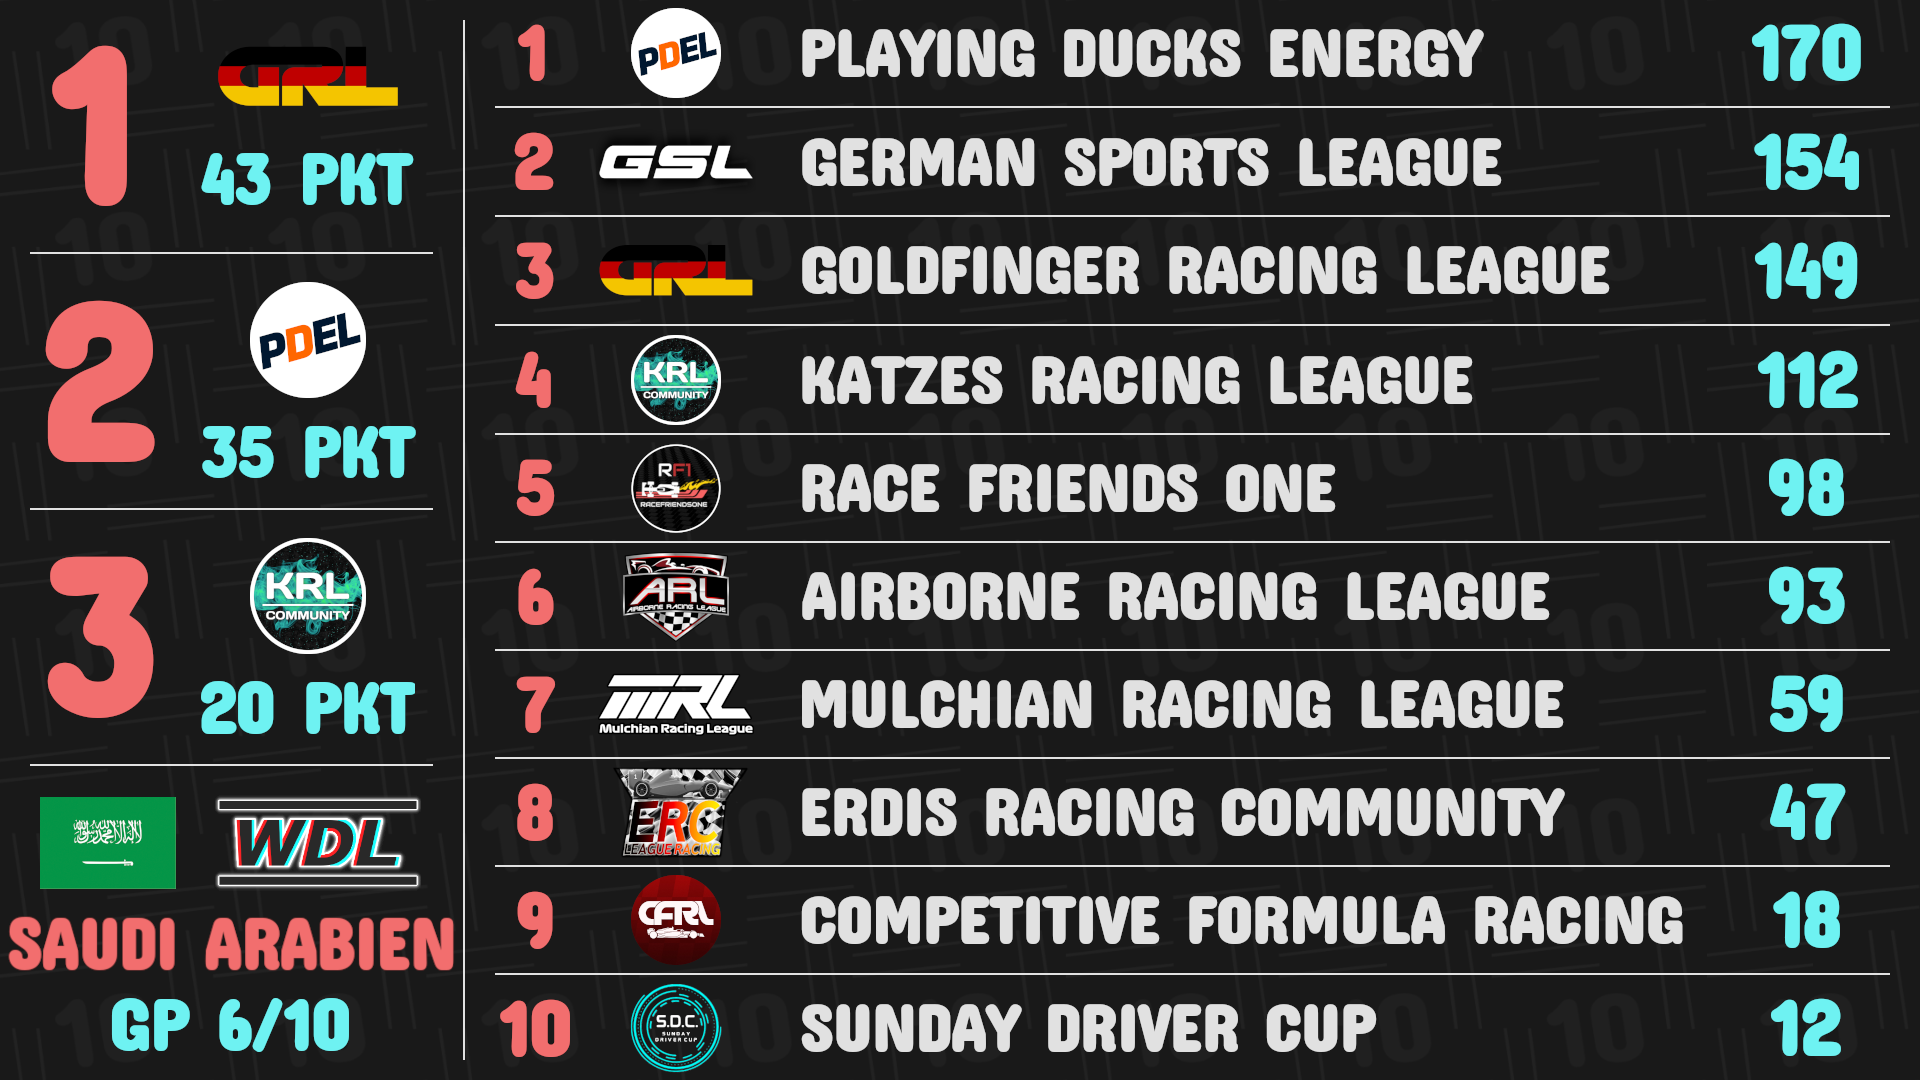 1
GRL
43 PKT
2
PDEL
35 PKT
3
KRL
COMMUNITY
20 PKT
WDL
SAUDI ARABIEN
GP 6/10
1 PDEL PLAYING DUCKS ENERGY 170
2 GSL GERMAN SPORTS LEAGUE 154
3 GRL GOLDFINGER RACING LEAGUE 149
4 KRL COMMUNITY KATZES RACING LEAGUE 112
5 RF1 RACEFRIENDSONE RACE FRIENDS ONE 98
6 ARL AIRBORNE RACING LEAGUE AIRBORNE RACING LEAGUE 93
7 MRL Mulchian Racing League MULCHIAN RACING LEAGUE 59
8 ERC LEAGUE RACING ERDIS RACING COMMUNITY 47
9 CFRL COMPETITIVE FORMULA RACING 18
10 S.D.C. SUNDAY DRIVER CUP SUNDAY DRIVER CUP 12